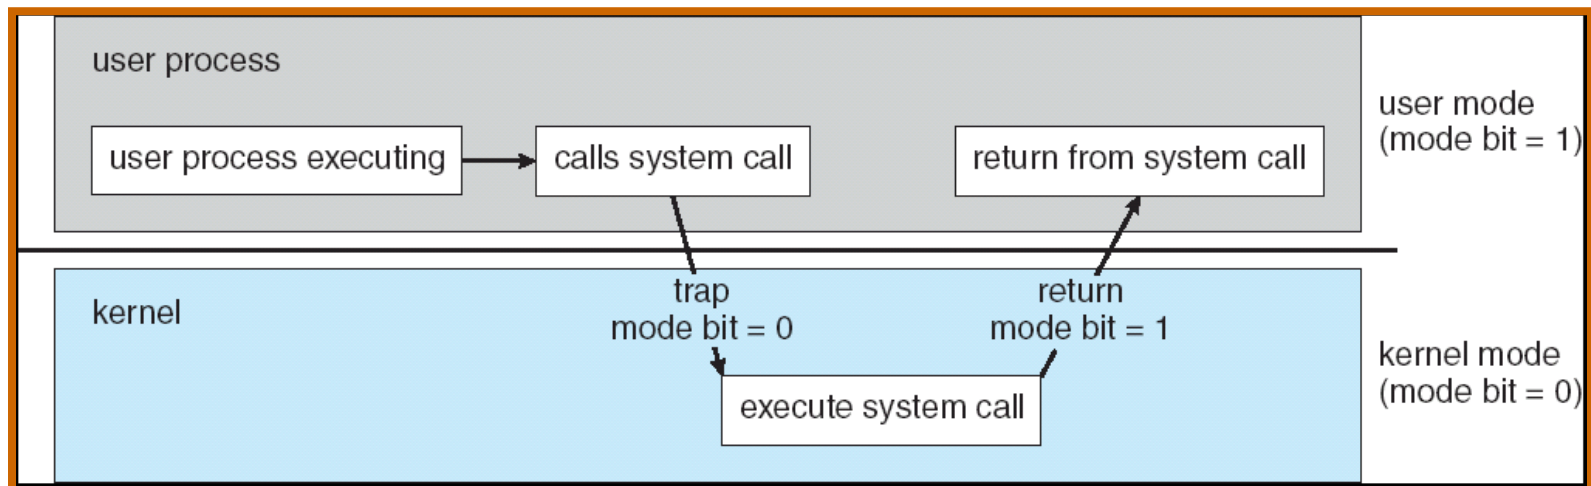 user process
user process executing
calls system call
return from system call
user mode
(mode bit = 1)
kernel
trap
mode bit = 0
return
mode bit = 1
execute system call
kernel mode
(mode bit = 0)